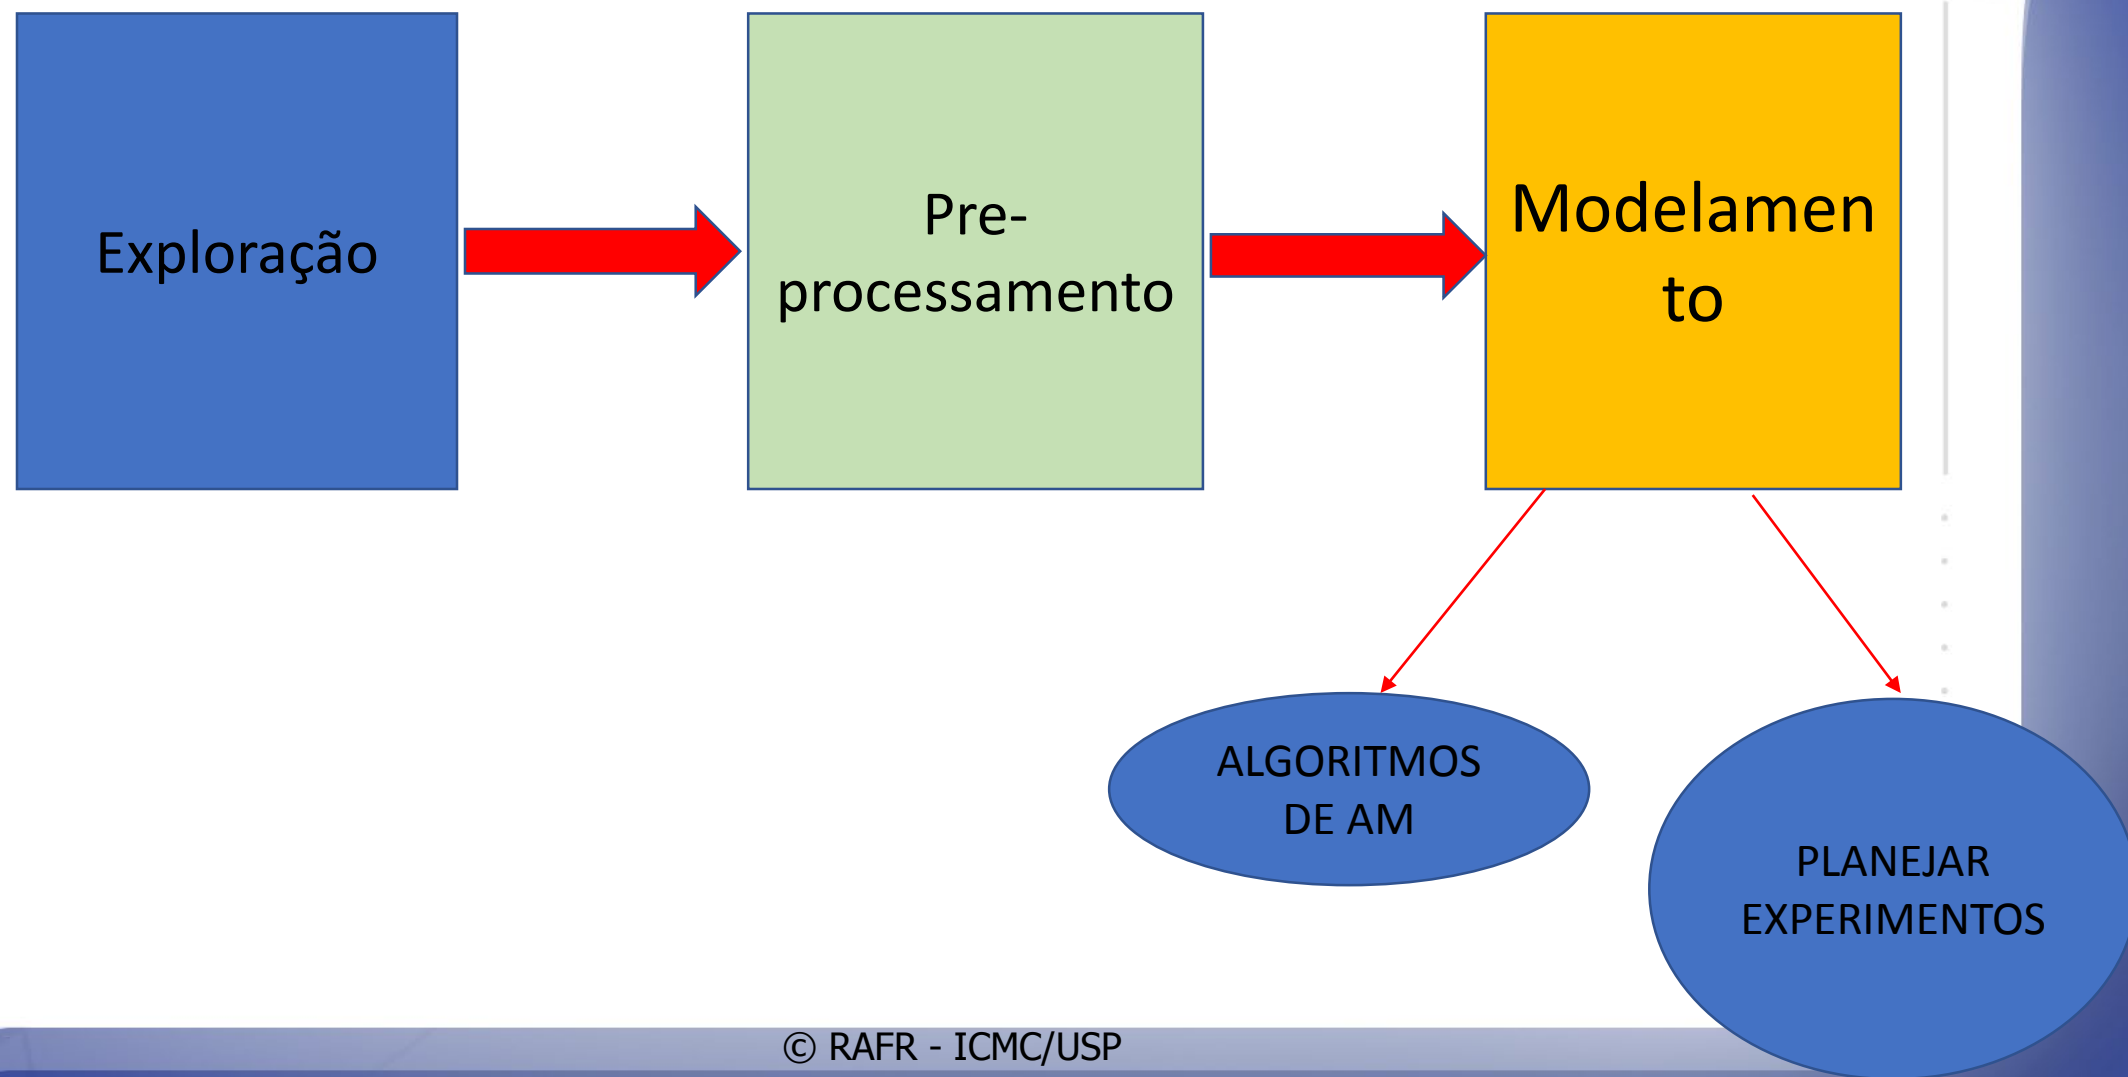 Exploração
Pre-
processamento
Modelamen
to
ALGORITMOS
DE AM
PLANEJAR
EXPERIMENTOS
© RAFR - ICMC/USP